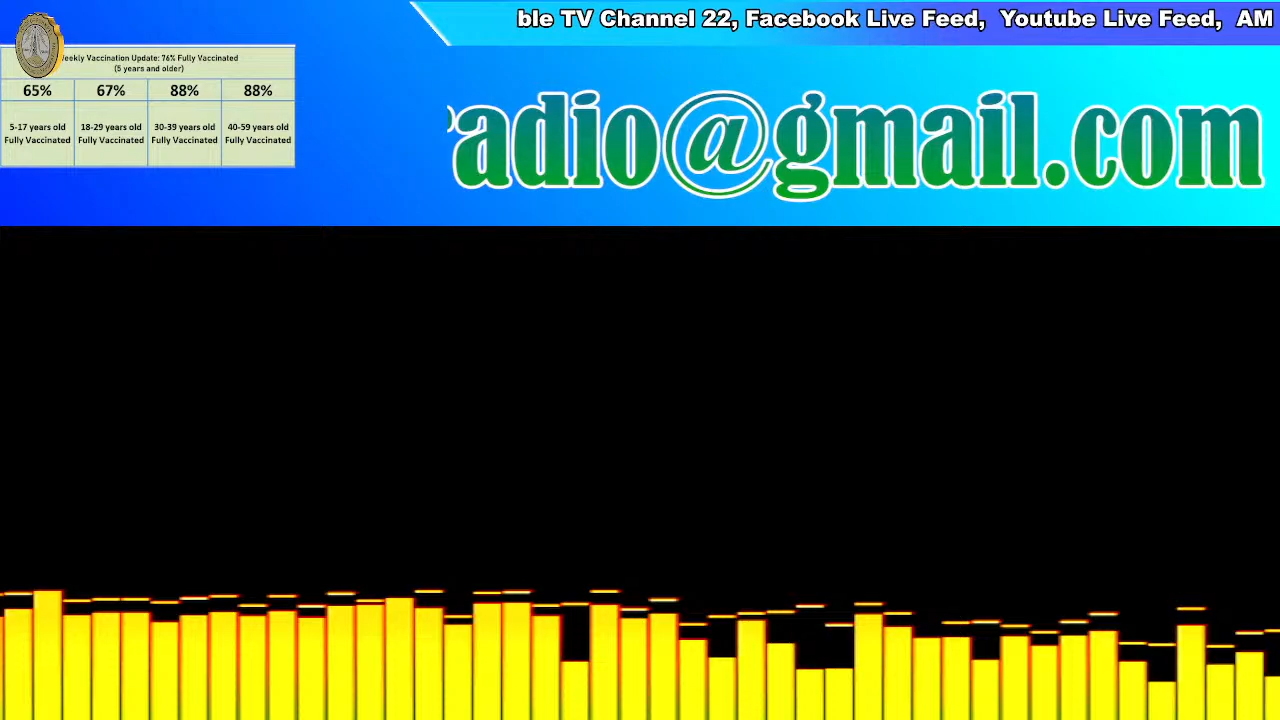 ble TV Channel 22, Facebook Live Feed, Youtube Live Feed, AM
adio@gmail.com
eekly Vaccination Update: 76% Fully Vaccinated
(5 years and older)
65% 67% 88% 88%
5-17 years old 18-29 years old 30-39 years old 40-59 years old
Fully Vaccinated Fully Vaccinated Fully Vaccinated Fully Vaccinated